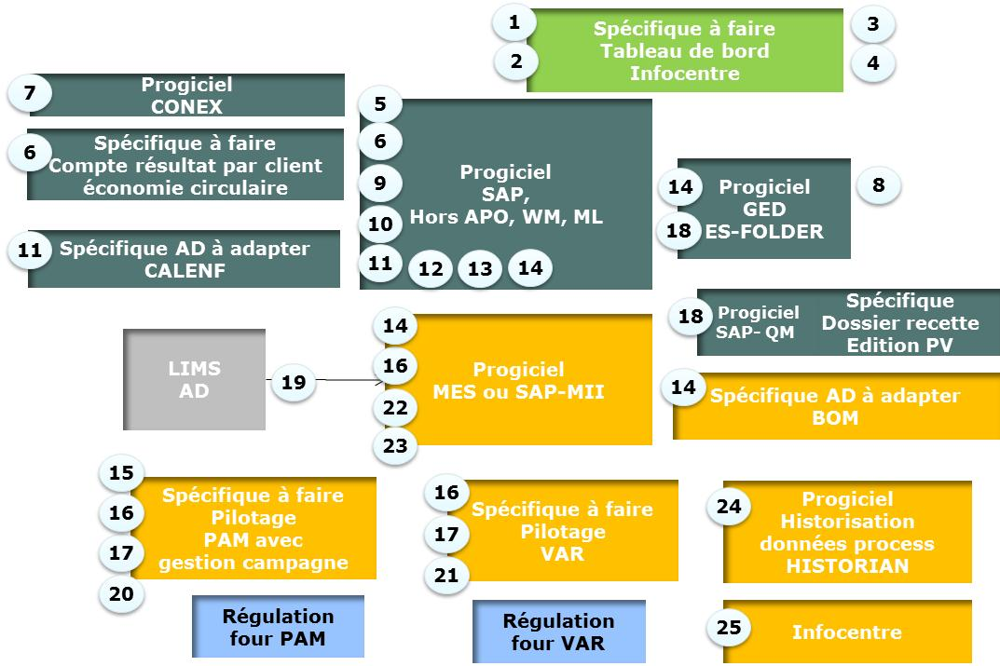 1
2
Spécifique à faire
Tableau de bord
Infocentre
3
4
7
Progiciel
CONEX
6
Spécifique à faire
Compte résultat par client
économie circulaire
11
Spécifique AD à adapter
CALENF
5
6
9
10
11
12
13
14
Progiciel
SAP,
Hors APO, WM, ML
14
18
Progiciel
GED
ES-FOLDER
8
18
Progiciel
SAP- QM
Spécifique
Dossier recette
Edition PV
LIMS
AD
19
14
16
22
23
Progiciel
MES ou SAP-MII
14
Spécifique AD à adapter
BOM
15
16
17
20
Spécifique à faire
Pilotage
PAM avec
gestion campagne
16
17
21
Spécifique à faire
Pilotage
VAR
24
Progiciel
Historisation
données process
HISTORIAN
Régulation
four PAM
Régulation
four VAR
25
Infocentre